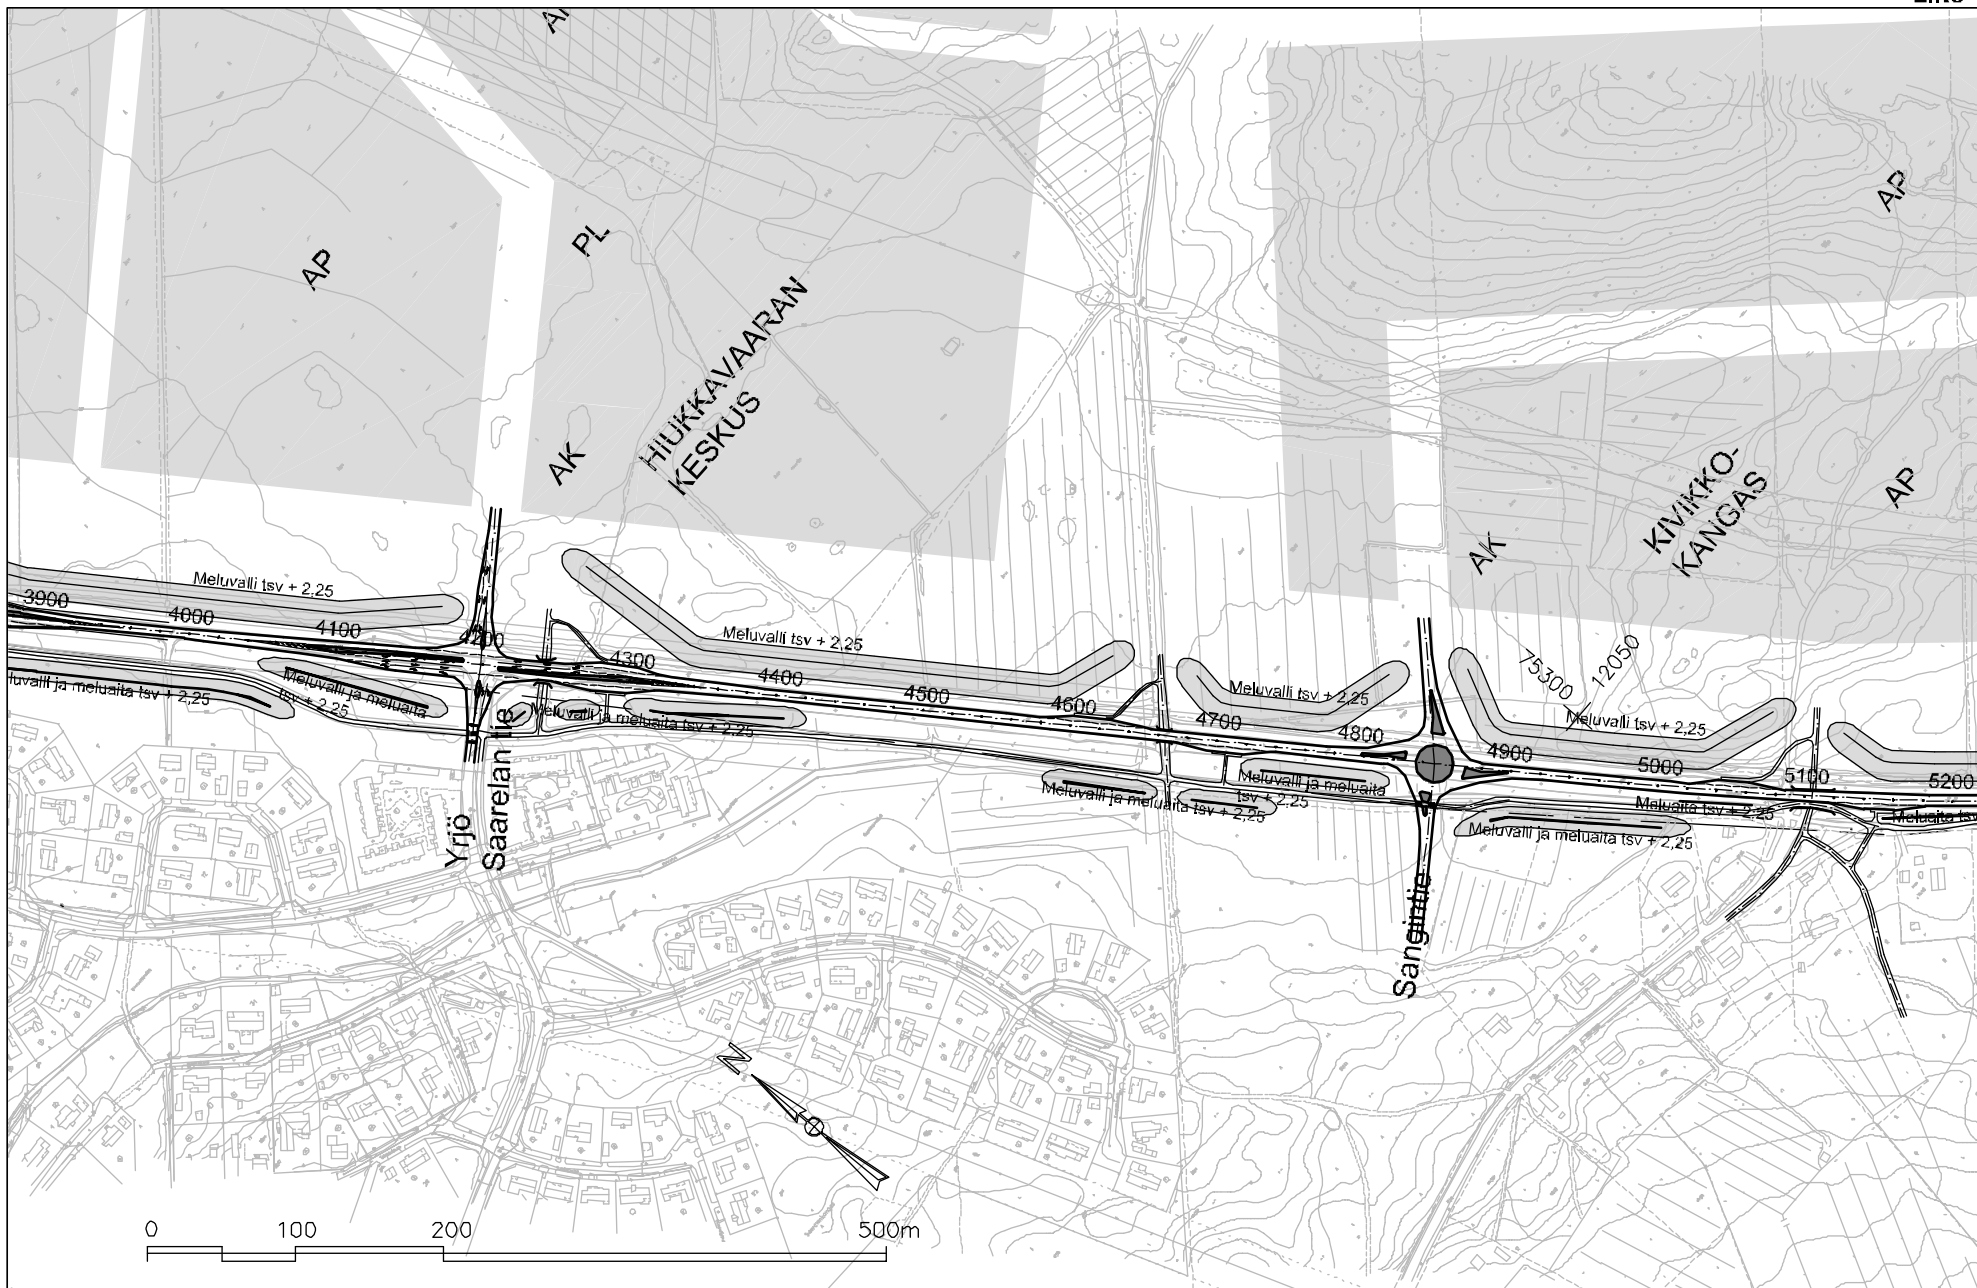 AP
PL
AP
HIUKKAVAARAN
KESKUS
AK
KIVIKKO-
KANGAS
AP
AK
Meluvalli tsv + 2,25
3900
4000
4100
4200
4300
Meluvalli tsv + 2,25
4400
4500
4600
Meluvalli tsv + 2,25
4700
4800
75300
12050
Meluvalli tsv + 2,25
4900
5000
5100
5200
luvalli ja meluaita tsv + 2,25
Meluvalli ja meluaita
tsv + 2,25
Meluvalli ja meluaita tsv + 2,25
Meluvalli ja meluaita tsv + 2,25
Meluvalli ja meluaita
tsv + 2,25
Meluaita tsv + 2,25
Meluvalli ja meluaita tsv + 2,25
Meluaita tsv
Yrjö
Saarelan tie
Sangintie
N
0 100 200 500m